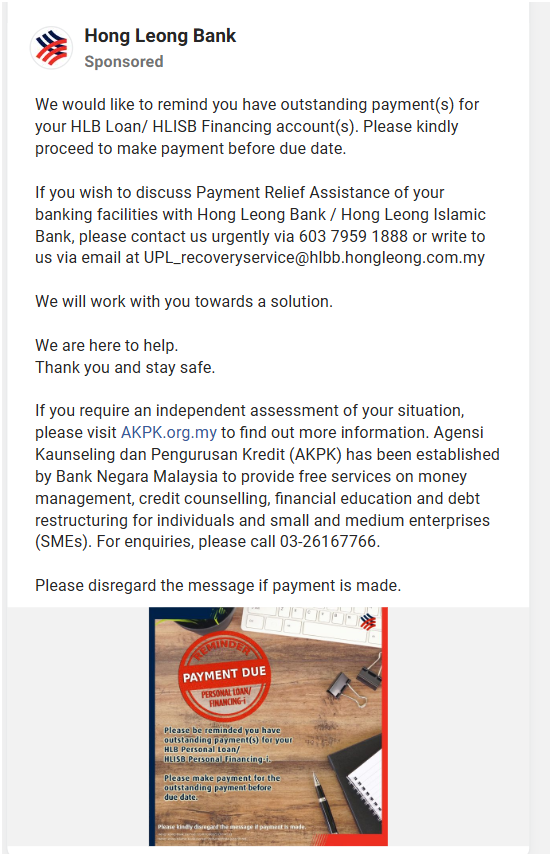 Hong Leong Bank
Sponsored
We would like to remind you have outstanding payment(s) for
your HLB Loan/ HLISB Financing account(s). Please kindly
proceed to make payment before due date.
If you wish to discuss Payment Relief Assistance of your
banking facilities with Hong Leong Bank / Hong Leong Islamic
Bank, please contact us urgently via 603 7959 1888 or write to
us via email at UPL_recoveryservice@hlbb.hongleong.com.my
We will work with you towards a solution.
We are here to help.
Thank you and stay safe.
If you require an independent assessment of your situation,
please visit AKPK.org.my to find out more information. Agensi
Kaunseling dan Pengurusan Kredit (AKPK) has been established
by Bank Negara Malaysia to provide free services on money
management, credit counselling, financial education and debt
restructuring for individuals and small and medium enterprises
(SMEs). For enquiries, please call 03-26167766.
Please disregard the message if payment is made.
REMINDER
PAYMENT DUE
PERSONAL LOAN/
FINANCING-i
Please be reminded you have
outstanding payment(s) for your
HLB Personal Loan/
HLISB Personal Financing-i.
Please make payment for the
outstanding payment before
due date.
Please kindly disregard the message if payment is made.